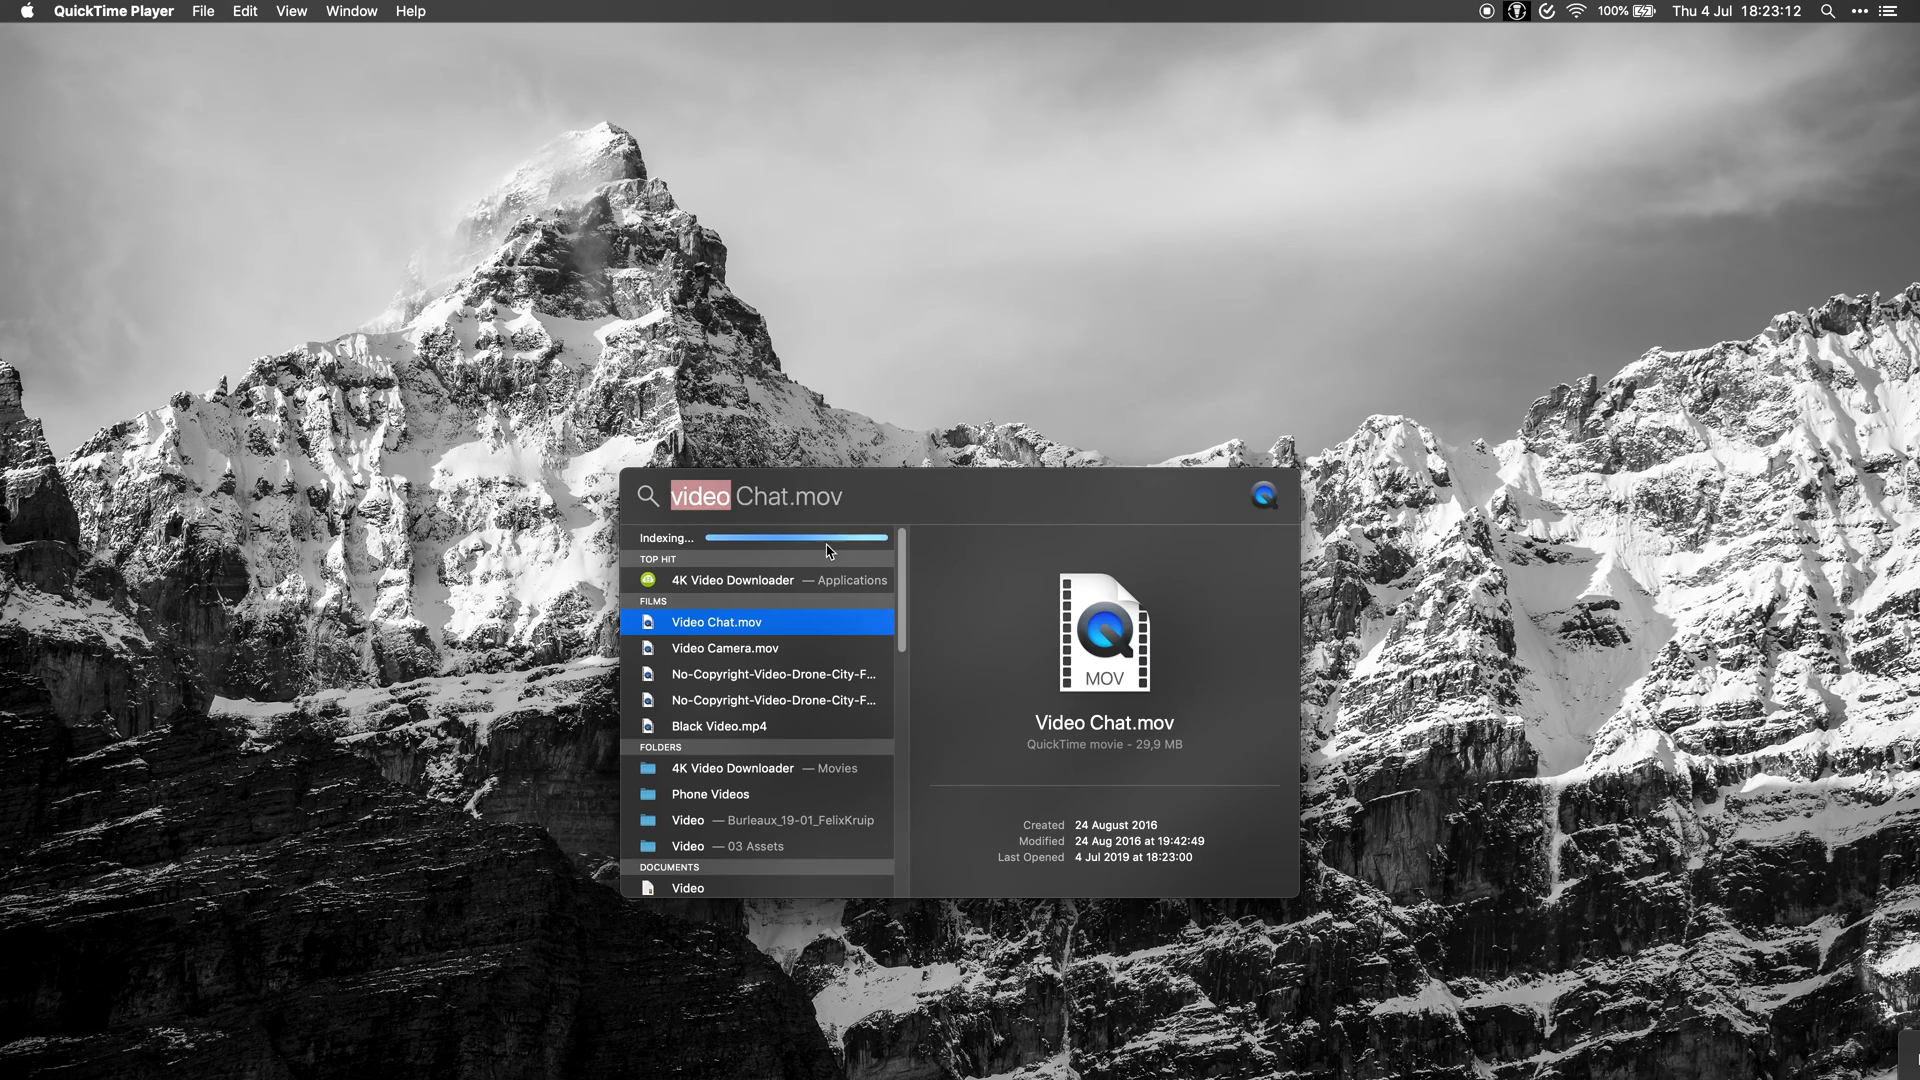 QuickTime Player File Edit View Window Help 100% Thu 4 Jul 18:23:12
video Chat.mov
Indexing...
TOP HIT
4K Video Downloader — Applications
FILMS
Video Chat.mov
Video Camera.mov
No-Copyright-Video-Drone-City-F...
No-Copyright-Video-Drone-City-F...
Black Video.mp4
FOLDERS
4K Video Downloader — Movies
Phone Videos
Video — Burleaux_19-01_FelixKruip
Video — 03 Assets
DOCUMENTS
Video
MOV
Video Chat.mov
QuickTime movie - 29,9 MB
Created 24 August 2016
Modified 24 Aug 2016 at 19:42:49
Last Opened 4 Jul 2019 at 18:23:00